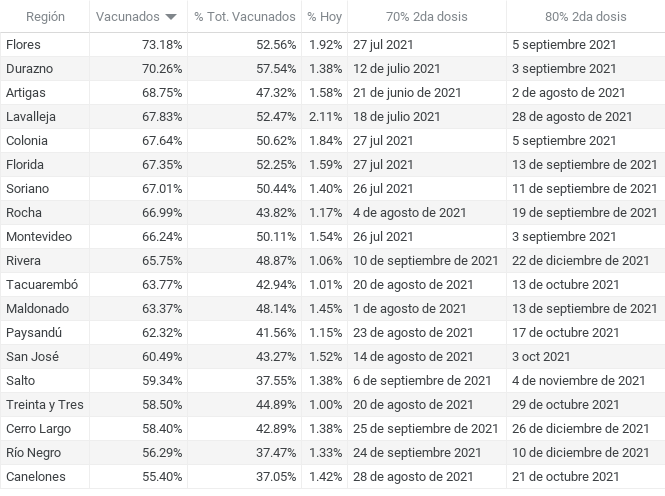 Región Vacunados % Tot. Vacunados % Hoy 70% 2da dosis 80% 2da dosis
Flores 73.18% 52.56% 1.92% 27 jul 2021 5 septiembre 2021
Durazno 70.26% 57.54% 1.38% 12 de julio 2021 3 septiembre 2021
Artigas 68.75% 47.32% 1.58% 21 de junio de 2021 2 de agosto de 2021
Lavalleja 67.83% 52.47% 2.11% 18 de julio 2021 28 de agosto de 2021
Colonia 67.64% 50.62% 1.84% 27 jul 2021 5 septiembre 2021
Florida 67.35% 52.25% 1.59% 27 jul 2021 13 de septiembre de 2021
Soriano 67.01% 50.44% 1.40% 26 jul 2021 11 de septiembre de 2021
Rocha 66.99% 43.82% 1.17% 4 de agosto de 2021 19 de septiembre de 2021
Montevideo 66.24% 50.11% 1.54% 26 jul 2021 3 septiembre 2021
Rivera 65.75% 48.87% 1.06% 10 de septiembre de 2021 22 de diciembre de 2021
Tacuarembó 63.77% 42.94% 1.01% 20 de agosto de 2021 13 de octubre de 2021
Maldonado 63.37% 48.14% 1.45% 1 de agosto de 2021 13 de septiembre de 2021
Paysandú 62.32% 41.56% 1.15% 23 de agosto de 2021 17 de octubre de 2021
San José 60.49% 43.27% 1.52% 14 de agosto de 2021 3 oct 2021
Salto 59.34% 37.55% 1.38% 6 de septiembre de 2021 4 de noviembre de 2021
Treinta y Tres 58.50% 44.89% 1.00% 20 de agosto de 2021 29 de octubre de 2021
Cerro Largo 58.40% 42.89% 1.38% 25 de septiembre de 2021 26 de diciembre de 2021
Río Negro 56.29% 37.47% 1.33% 24 de septiembre de 2021 10 de diciembre de 2021
Canelones 55.40% 37.05% 1.42% 28 de agosto de 2021 21 de octubre de 2021